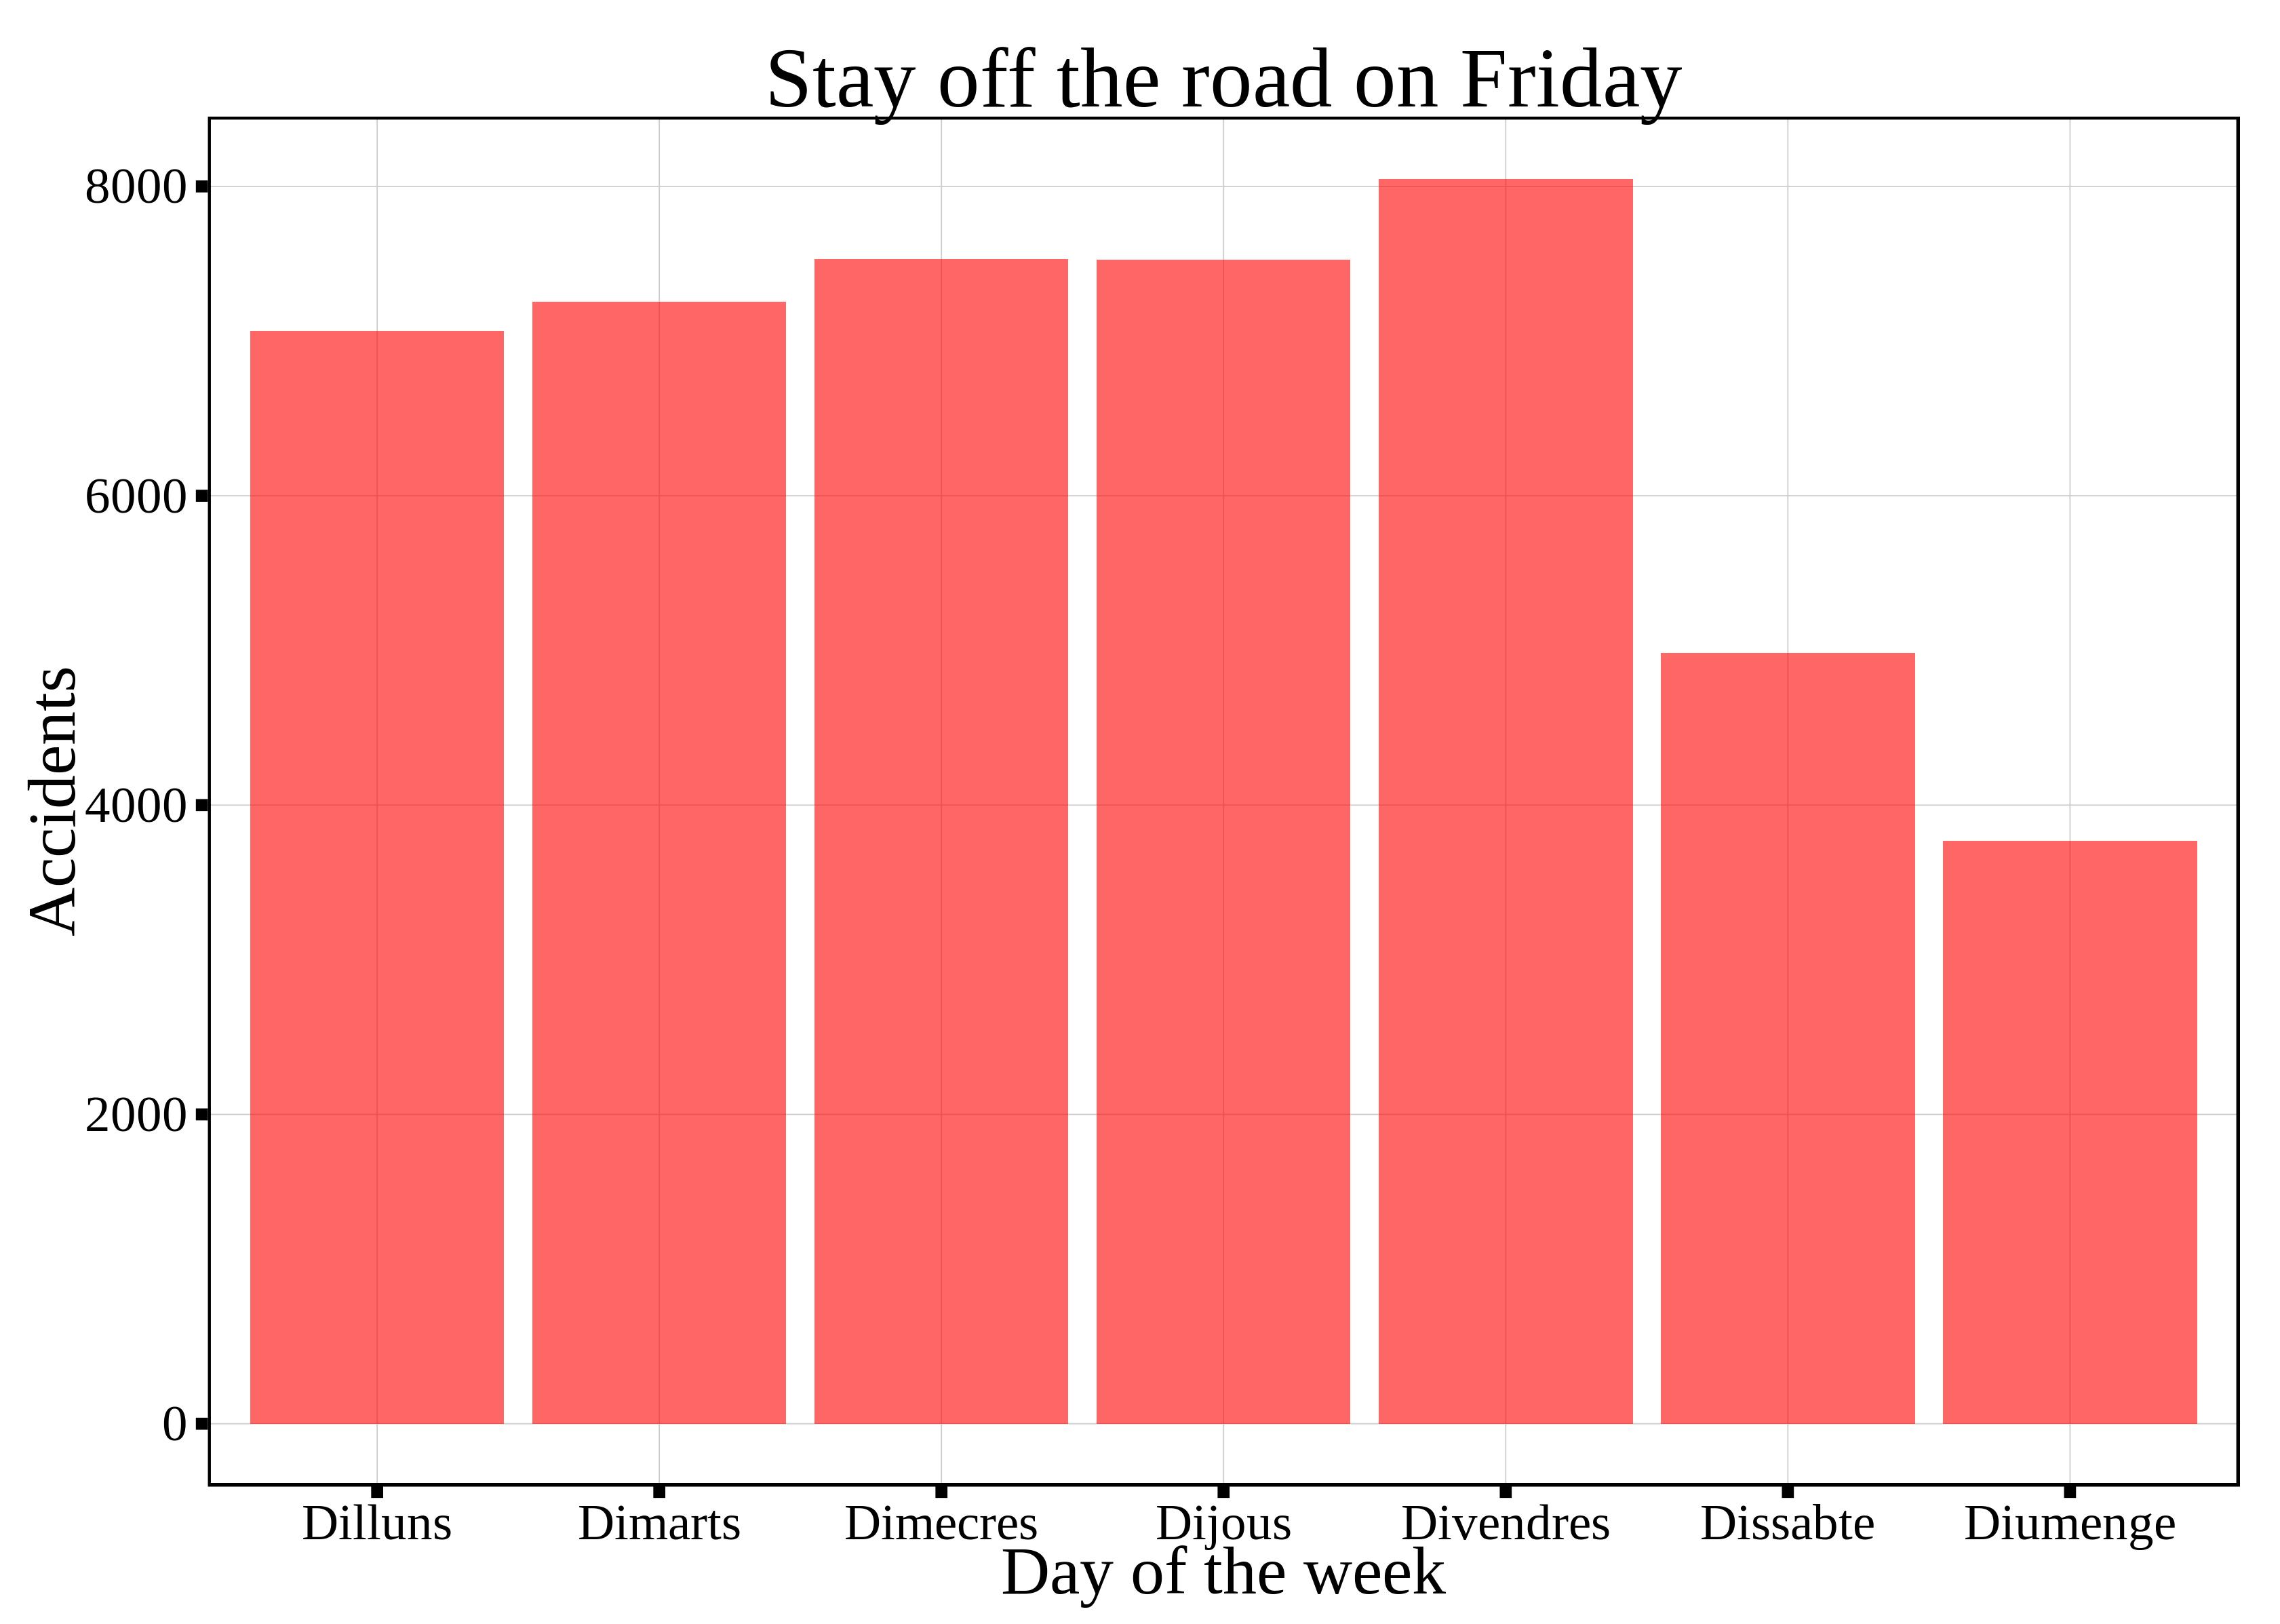 Stay off the road on Friday
8000
6000
4000
2000
0
Accidents
Dilluns Dimarts Dimecres Dijous Divendres Dissabte Diumenge
Day of the week